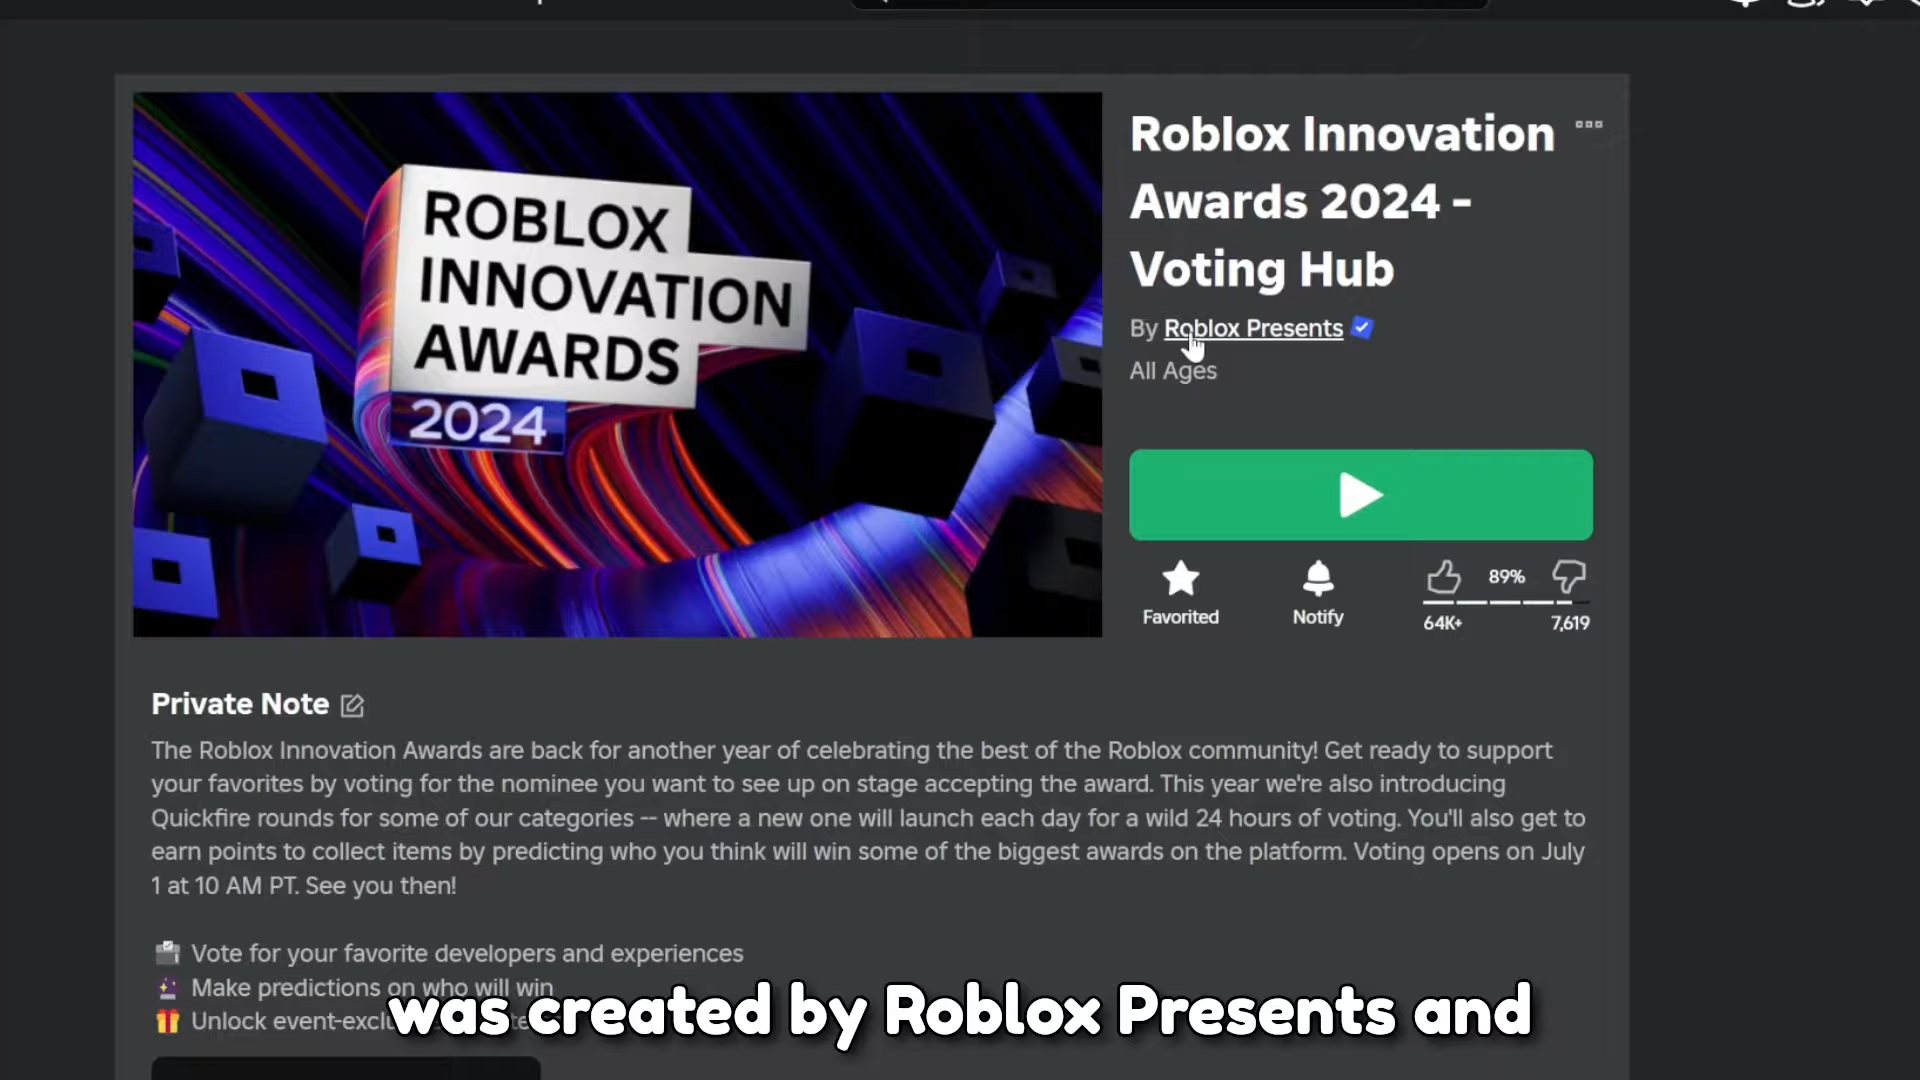 ROBLOX
INNOVATION
AWARDS
2024
Roblox Innovation
Awards 2024 -
Voting Hub
By Roblox Presents
All Ages
Favorited
Notify
89%
64K+
7,619
Private Note
The Roblox Innovation Awards are back for another year of celebrating the best of the Roblox community! Get ready to support
your favorites by voting for the nominee you want to see up on stage accepting the award. This year we're also introducing
Quickfire rounds for some of our categories -- where a new one will launch each day for a wild 24 hours of voting. You'll also get to
earn points to collect items by predicting who you think will win some of the biggest awards on the platform. Voting opens on July
1 at 10 AM PT. See you then!
Vote for your favorite developers and experiences
Make predictions on who will win
Unlock
was created by Roblox Presents and